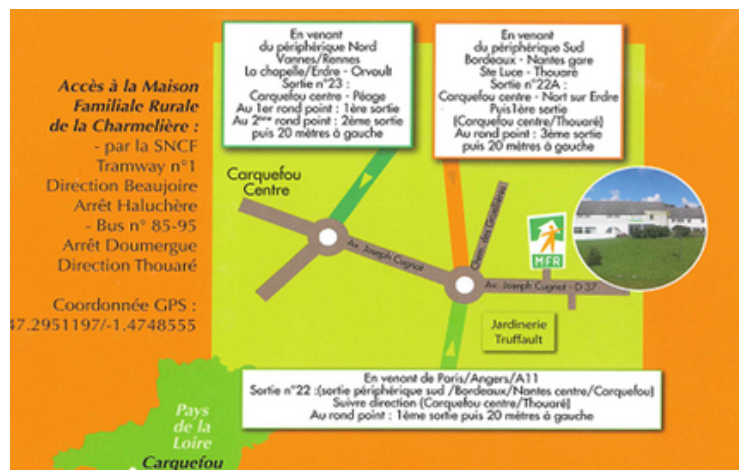 Accès à la Maison
Familiale Rurale
de la Charmelière :
- par la SNCF
Tramway n°1
Direction Beaujoire
Arrêt Haluchère
- Bus n° 85-95
Arrêt Doumergue
Direction Thouaré
Coordonnée GPS :
47.2951197/-1.4748555
En venant
du périphérique Nord
Vannes/Rennes
La chapelle/Erdre - Orvault
Sortie n°23 :
Carquefou centre - Péage
Au 1er rond point : 1ère sortie
Au 2ème rond point : 2ème sortie
puis 20 mètres à gauche
En venant
du périphérique Sud
Bordeaux - Nantes gare
Ste Luce - Thouaré
Sortie n°22A :
Carquefou centre - Nort sur Erdre
Puis1ère sortie
(Carquefou centre/Thouaré)
Au rond point : 3ème sortie
puis 20 mètres à gauche
Carquefou
Centre
Av. Joseph Cugnot
Chem. des
MFR
Av. Joseph Cugnot - D 37
Jardinerie
Truffault
En venant de Paris/Angers/A11
Sortie n°22 :(sortie périphérique sud /Bordeaux/Nantes centre/Carquefou)
Suivre direction (Carquefou centre/Thouaré)
Au rond point : 1ème sortie puis 20 mètres à gauche
Pays
de la
Loire
Carquefou